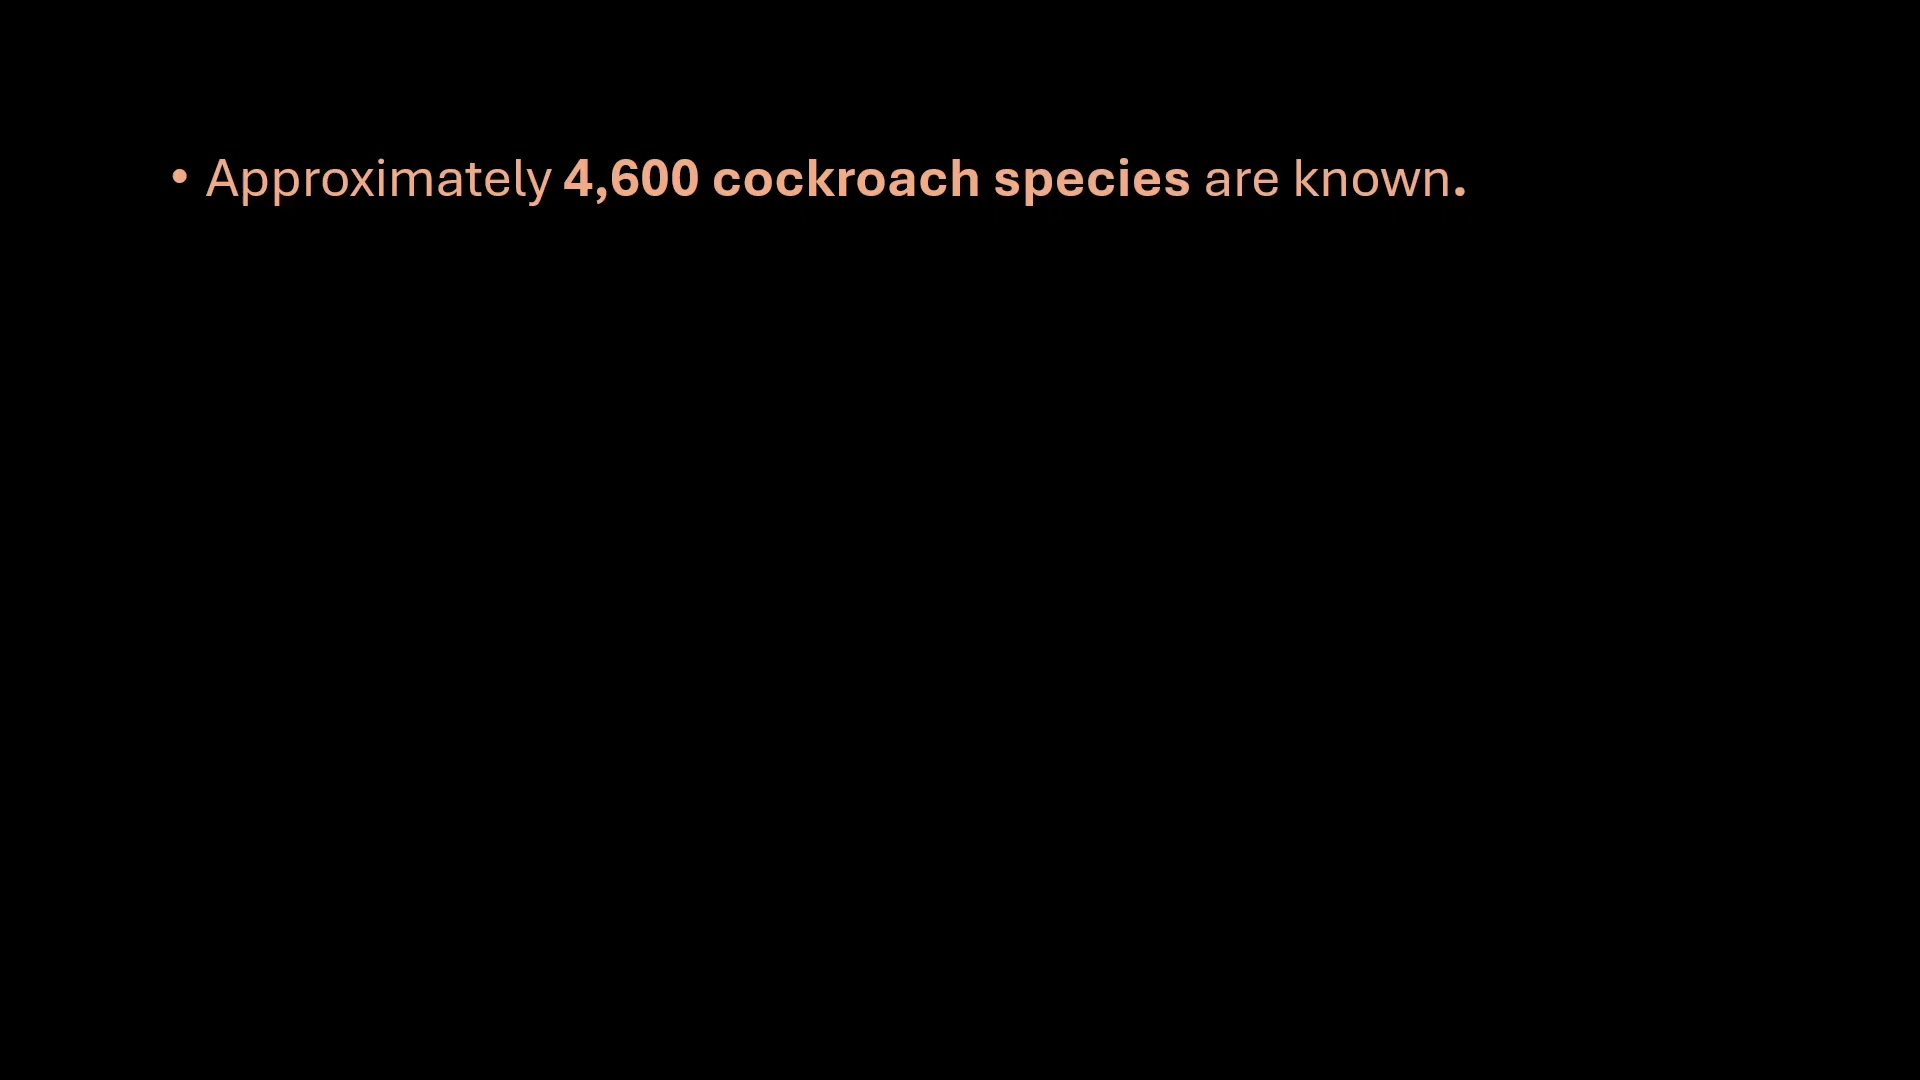 • Approximately 4,600 cockroach species are known.